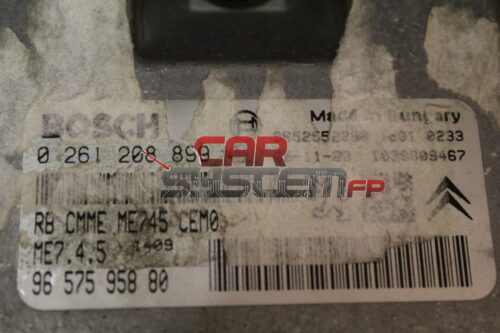 BOSCH
Made in Hungary
0 261 208 899
0233
CAR
SYSTEM FP
RB CMME ME745 CEM0
ME7.4.5
96 575 958 80